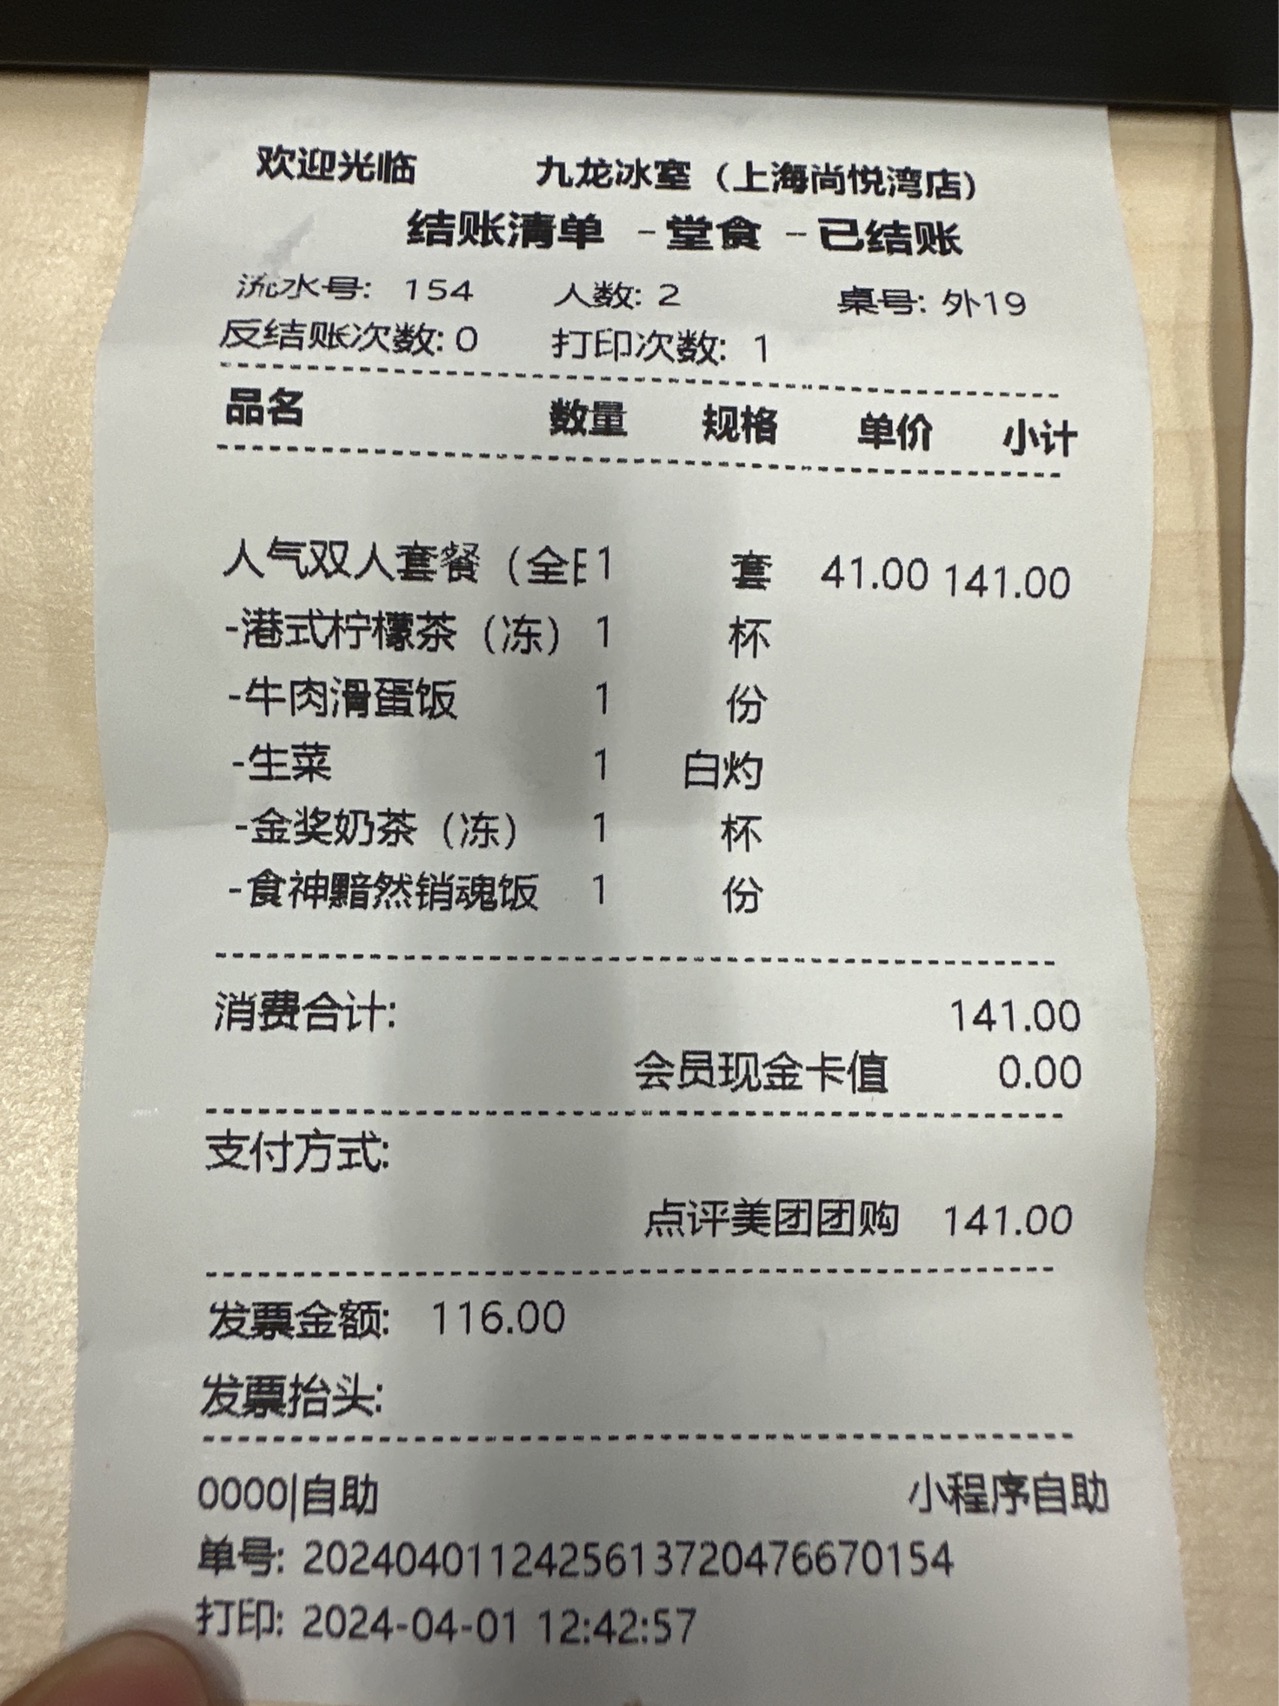 欢迎光临 九龙冰室（上海尚悦湾店）
结账清单 -堂食 -已结账
流水号: 154 人数: 2 桌号: 外19
反结账次数: 0 打印次数: 1
品名 数量 规格 单价 小计
人气双人套餐（全 1 套 41.00 141.00
-港式柠檬茶（冻） 1 杯
-牛肉滑蛋饭 1 份
-生菜 1 白灼
-金奖奶茶（冻） 1 杯
-食神黯然销魂饭 1 份
消费合计: 141.00
会员现金卡值 0.00
支付方式:
点评美团团购 141.00
发票金额: 116.00
发票抬头:
0000|自助 小程序自助
单号: 20240401124256137204766701​54
打印: 2024-04-01 12:42:57